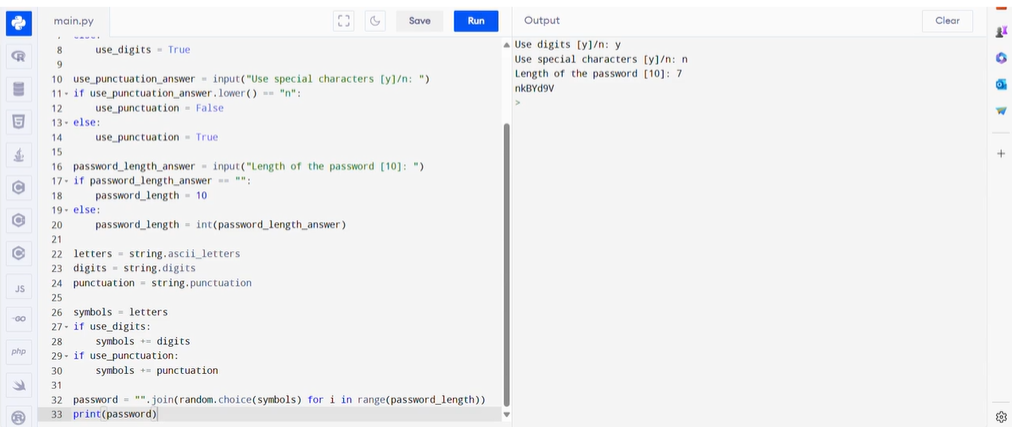 main.py
Save
Run
Output
Clear
8 use_digits = True
9
10 use_punctuation_answer = input("Use special characters [y]/n: ")
11 if use_punctuation_answer.lower() == "n":
12 use_punctuation = False
13 else:
14 use_punctuation = True
15
16 password_length_answer = input("Length of the password [10]: ")
17 if password_length_answer == "":
18 password_length = 10
19 else:
20 password_length = int(password_length_answer)
21
22 letters = string.ascii_letters
23 digits = string.digits
24 punctuation = string.punctuation
25
26 symbols = letters
27 if use_digits:
28 symbols += digits
29 if use_punctuation:
30 symbols += punctuation
31
32 password = "".join(random.choice(symbols) for i in range(password_length))
33 print(password)
Use digits [y]/n: y
Use special characters [y]/n: n
Length of the password [10]: 7
nkBYd9V
>
JS
GO
php